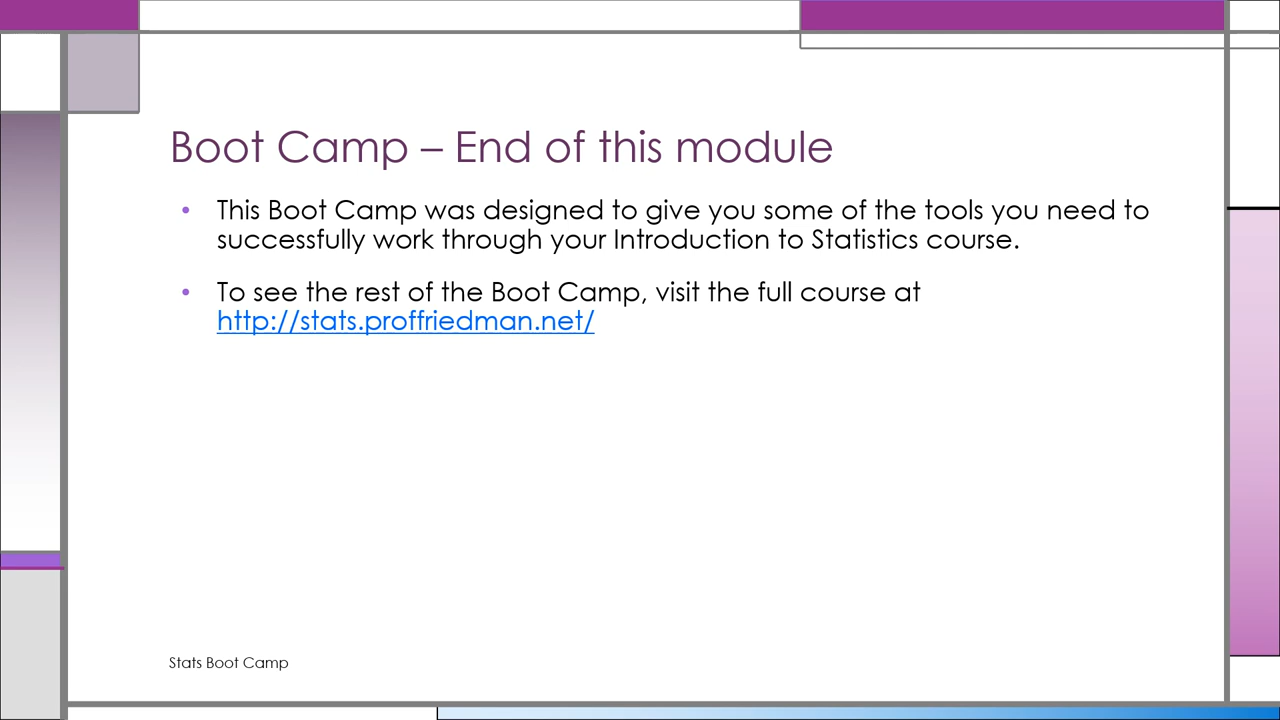 Boot Camp – End of this module
• This Boot Camp was designed to give you some of the tools you need to
successfully work through your Introduction to Statistics course.
• To see the rest of the Boot Camp, visit the full course at
http://stats.proffriedman.net/
Stats Boot Camp